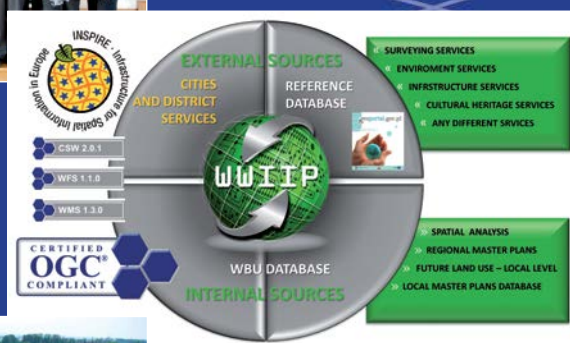 INSPIRE - Infrastructure for Spatial Information in Europe
CSW 2.0.1
WFS 1.1.0
WMS 1.3.0
CERTIFIED
OGC®
COMPLIANT
EXTERNAL SOURCES
CITIES
AND DISTRICT
SERVICES
REFERENCE
DATABASE
geoportal.gov.pl
WWIIP
WBU DATABASE
INTERNAL SOURCES
« SURVEYING SERVICES
« ENVIROMENT SERVICES
« INFRSTRUCTURE SERVICES
« CULTURAL HERITAGE SERVICES
« ANY DIFFERENT SRVICES
» SPATIAL ANALYSIS
» REGIONAL MASTER PLANS
» FUTURE LAND USE – LOCAL LEVEL
» LOCAL MASTER PLANS DATABASE